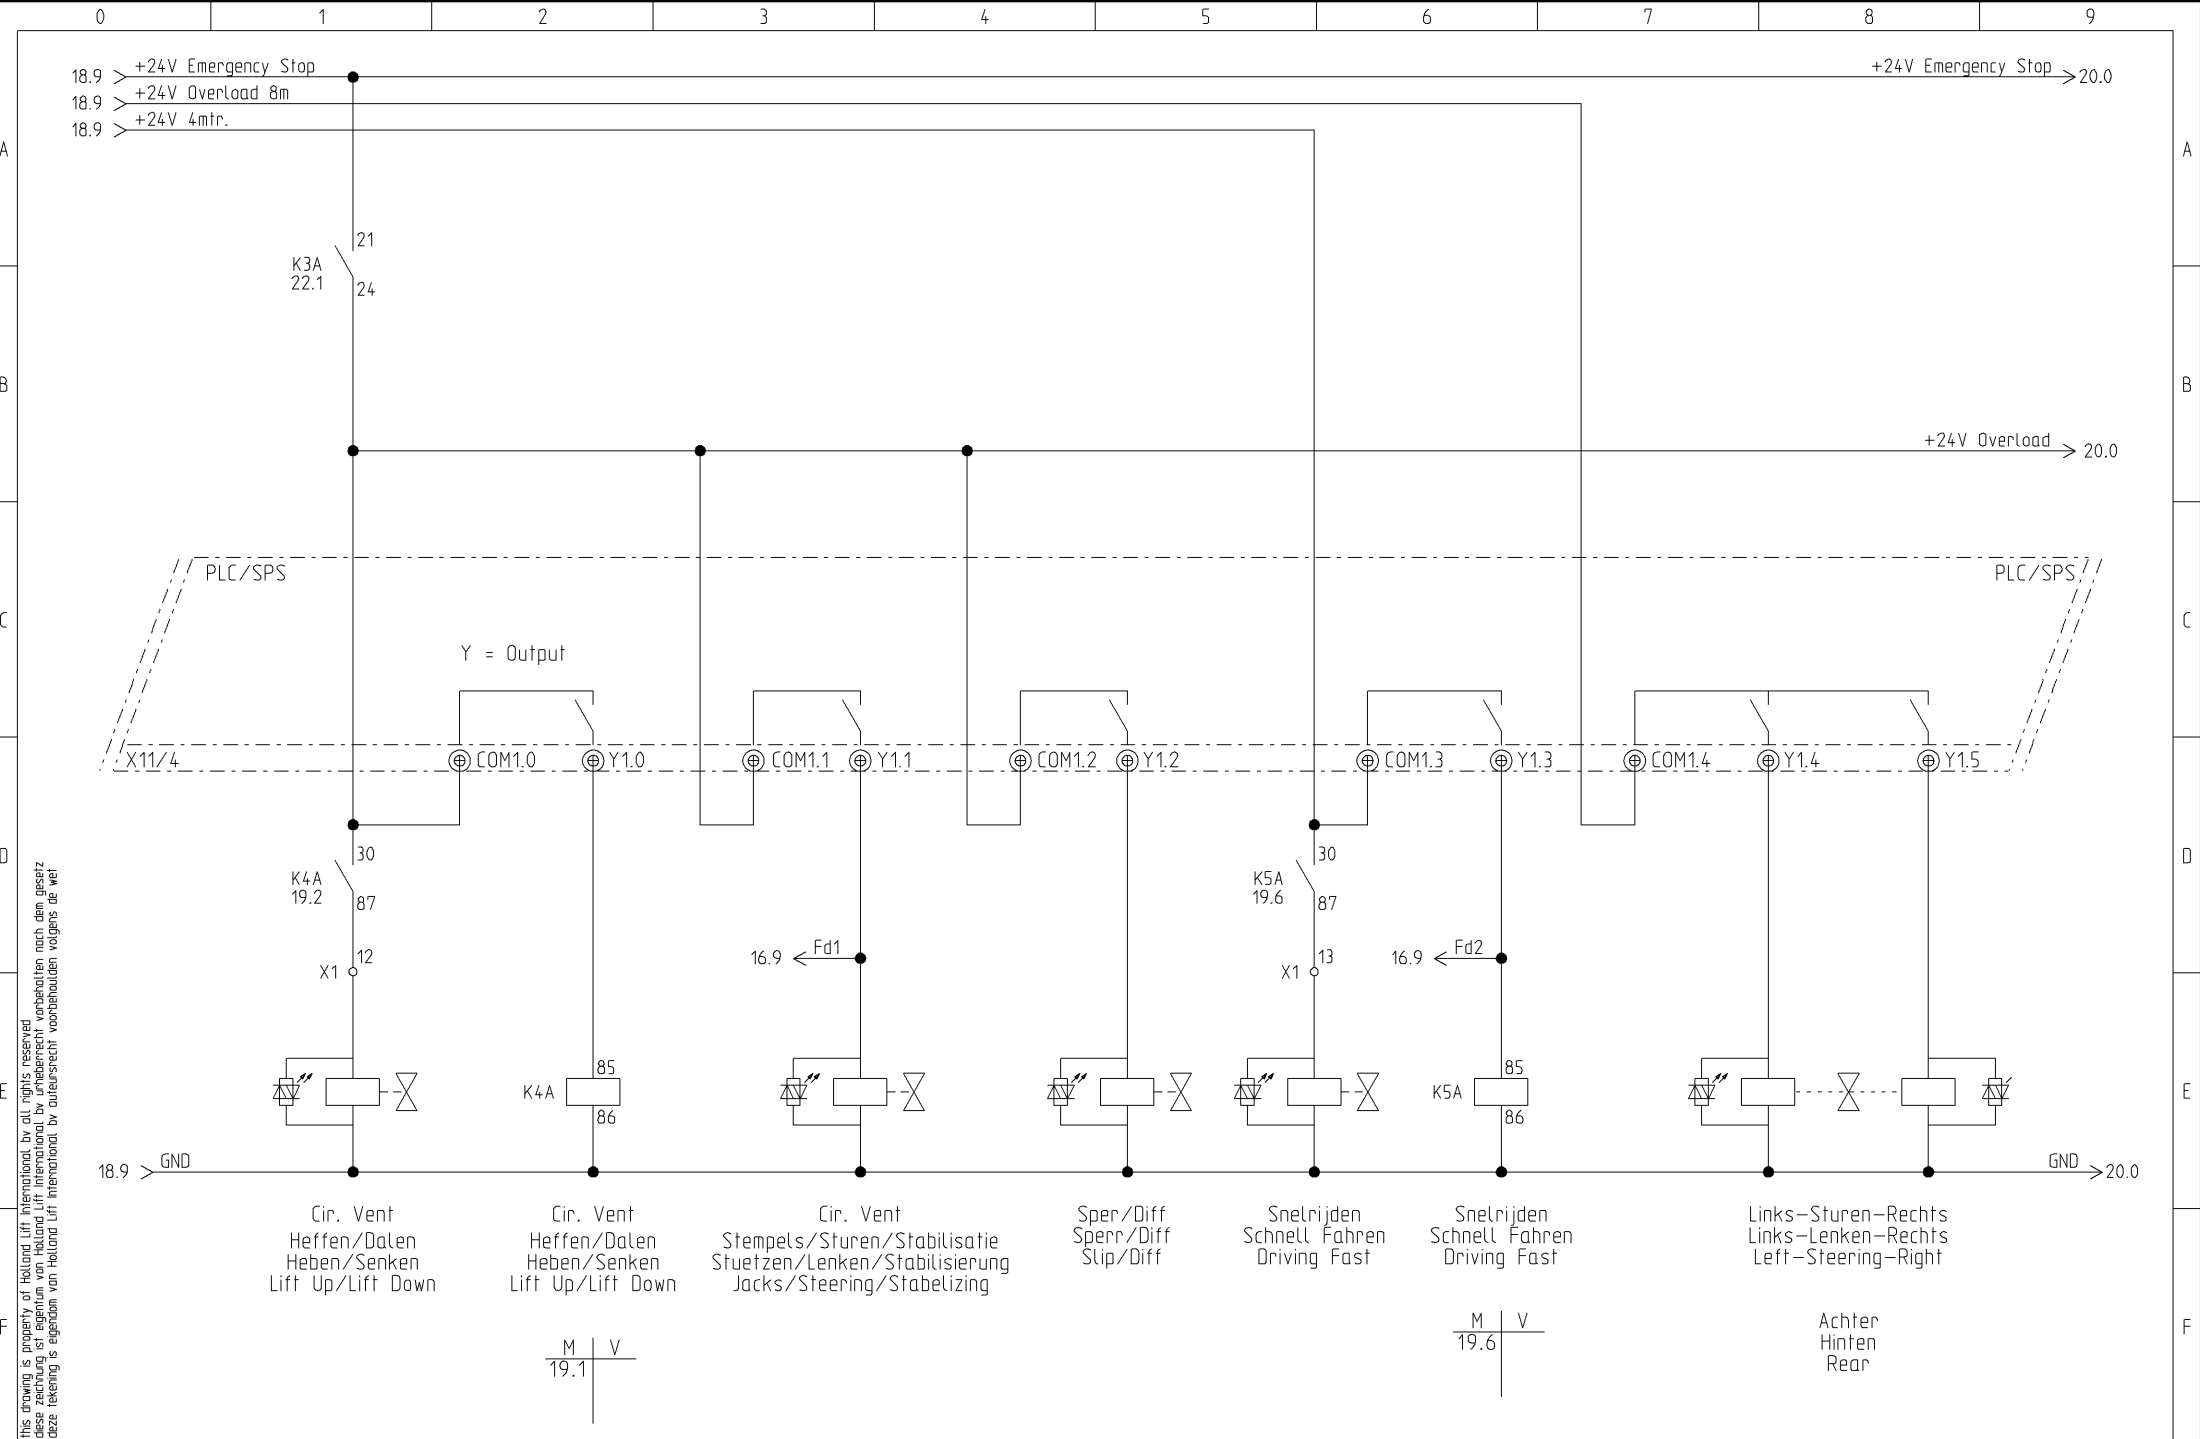 0 1 2 3 4 5 6 7 8 9
18.9 +24V Emergency Stop +24V Emergency Stop 20.0
18.9 +24V Overload 8m
18.9 +24V 4mtr.
A A
21
K3A
22.1
24
B B
+24V Overload 20.0
PLC/SPS PLC/SPS
C C
Y = Output
X11/4 COM1.0 Y1.0 COM1.1 Y1.1 COM1.2 Y1.2 COM1.3 Y1.3 COM1.4 Y1.4 Y1.5
D D
30 30
K4A K5A
19.2 19.6
87 87
12 Fd1 13 Fd2
X1 16.9 X1 16.9
85 85
E K4A K5A E
86 86
18.9 GND GND 20.0
Cir. Vent
Heffen/Dalen
Heben/Senken
Lift Up/Lift Down
Cir. Vent
Heffen/Dalen
Heben/Senken
Lift Up/Lift Down
Cir. Vent
Stempels/Sturen/Stabilisatie
Stuetzen/Lenken/Stabilisierung
Jacks/Steering/Stabelizing
Sper/Diff
Sperr/Diff
Slip/Diff
Snelrijden
Schnell Fahren
Driving Fast
Snelrijden
Schnell Fahren
Driving Fast
Links-Sturen-Rechts
Links-Lenken-Rechts
Left-Steering-Right
F F
M V
19.1
M V
19.6
Achter
Hinten
Rear
this drawing is property of Holland Lift International bv all rights reserved
diese zeichnung ist eigentum von Holland Lift International bv urheberrecht vorbehalten nach dem gesetz
deze tekening is eigendom van Holland Lift International bv auteursrecht voorbehoulden volgens de wet